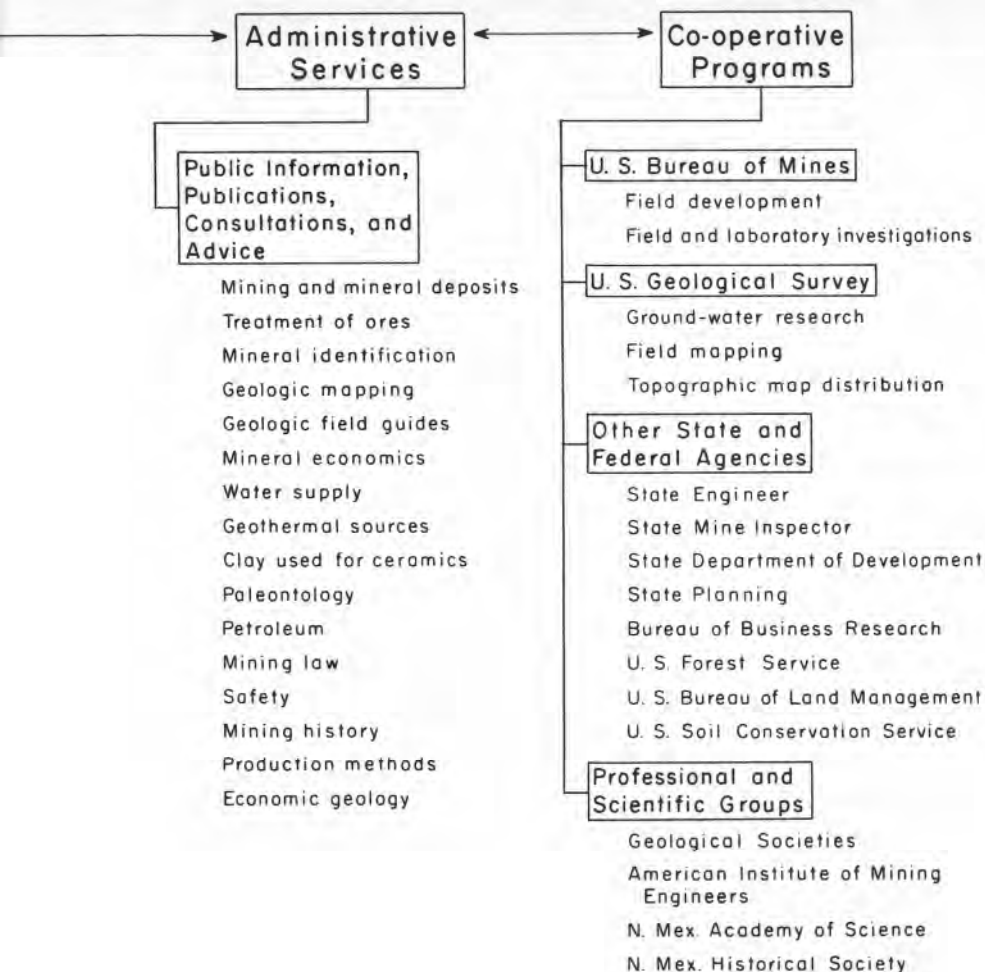 Administrative
Services
Public Information,
Publications,
Consultations, and
Advice
Mining and mineral deposits
Treatment of ores
Mineral identification
Geologic mapping
Geologic field guides
Mineral economics
Water supply
Geothermal sources
Clay used for ceramics
Paleontology
Petroleum
Mining law
Safety
Mining history
Production methods
Economic geology
Co-operative
Programs
U. S. Bureau of Mines
Field development
Field and laboratory investigations
U. S. Geological Survey
Ground-water research
Field mapping
Topographic map distribution
Other State and
Federal Agencies
State Engineer
State Mine Inspector
State Department of Development
State Planning
Bureau of Business Research
U. S. Forest Service
U. S. Bureau of Land Management
U. S. Soil Conservation Service
Professional and
Scientific Groups
Geological Societies
American Institute of Mining
Engineers
N. Mex. Academy of Science
N. Mex. Historical Society